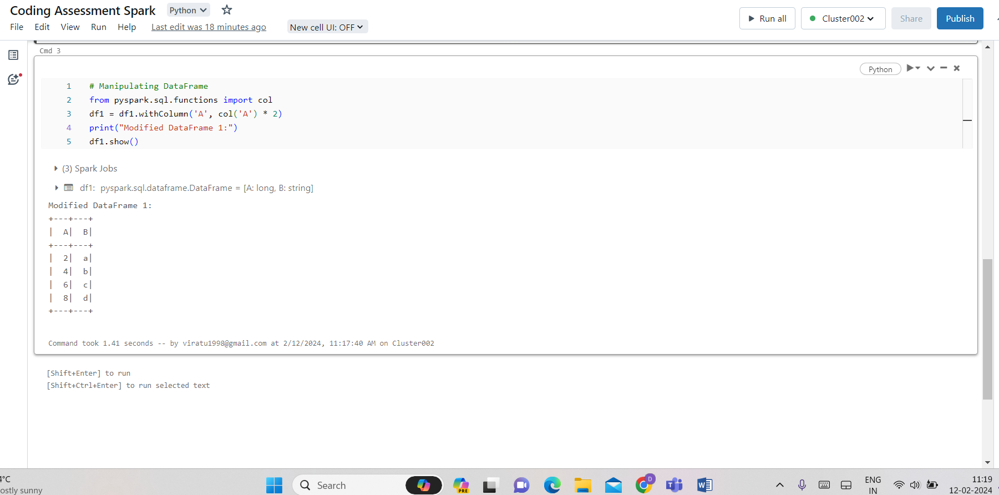 Coding Assessment Spark Python
File Edit View Run Help Last edit was 18 minutes ago New cell UI: OFF
Run all Cluster002 Share Publish
Cmd 3
Python
1 # Manipulating DataFrame
2 from pyspark.sql.functions import col
3 df1 = df1.withColumn('A', col('A') * 2)
4 print("Modified DataFrame 1:")
5 df1.show()
(3) Spark Jobs
df1: pyspark.sql.dataframe.DataFrame = [A: long, B: string]
Modified DataFrame 1:
+---+---+
|  A|  B|
+---+---+
|  2|  a|
|  4|  b|
|  6|  c|
|  8|  d|
+---+---+
Command took 1.41 seconds -- by viratu1998@gmail.com at 2/12/2024, 11:17:40 AM on Cluster002
[Shift+Enter] to run
[Shift+Ctrl+Enter] to run selected text
4°C
ostly sunny
Search
PRE
D
ENG
IN
11:19
12-02-2024